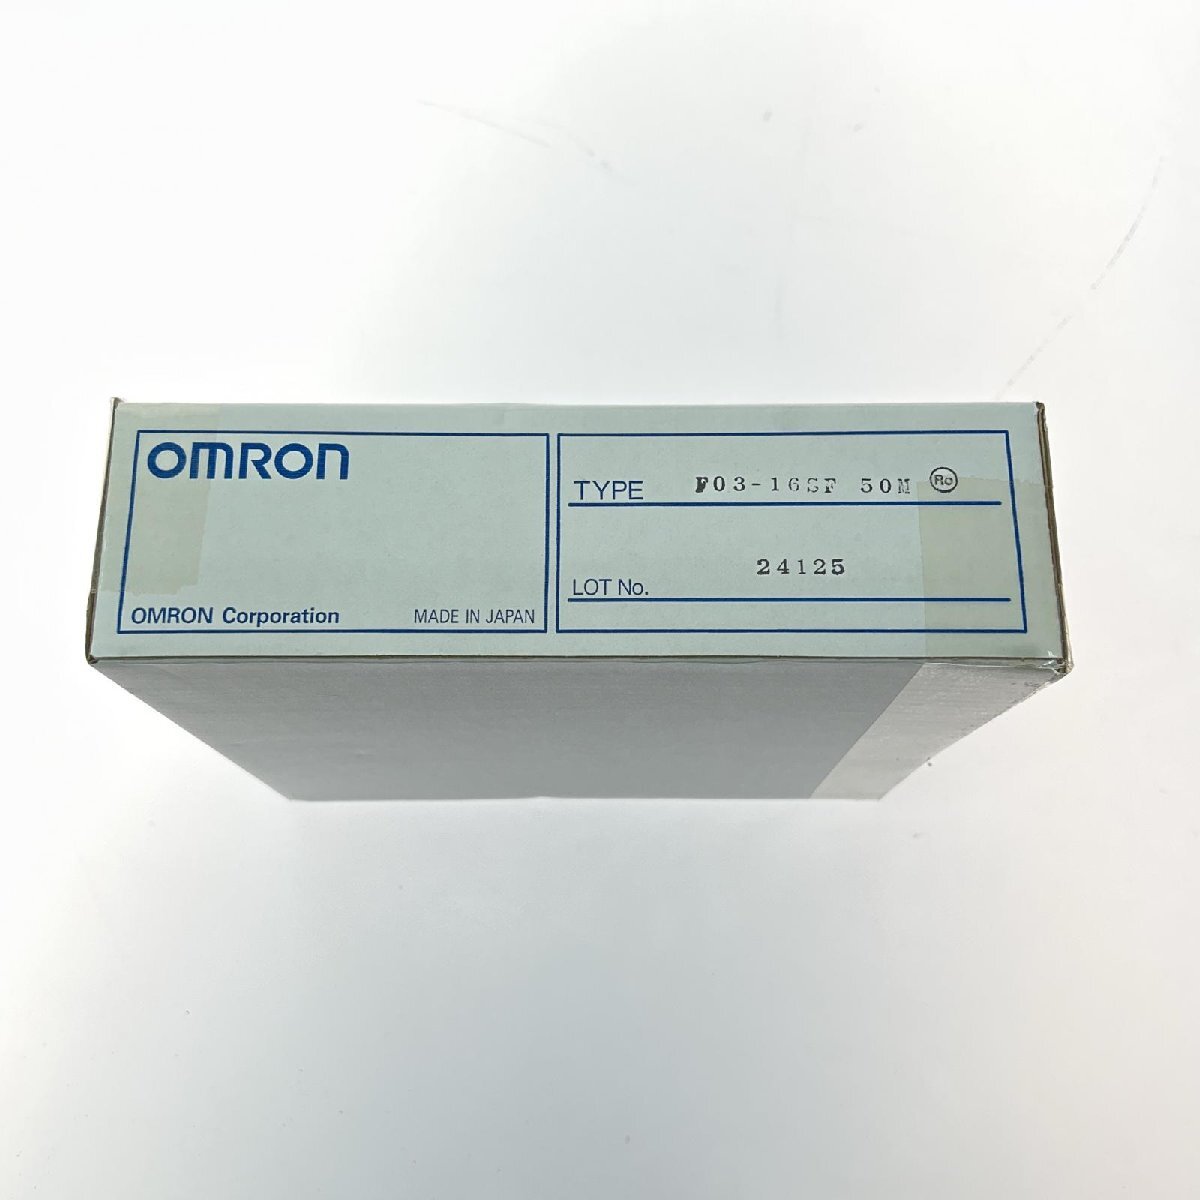 OMRON
OMRON Corporation MADE IN JAPAN
TYPE F03-16SF 50M Ro
LOT No. 24125